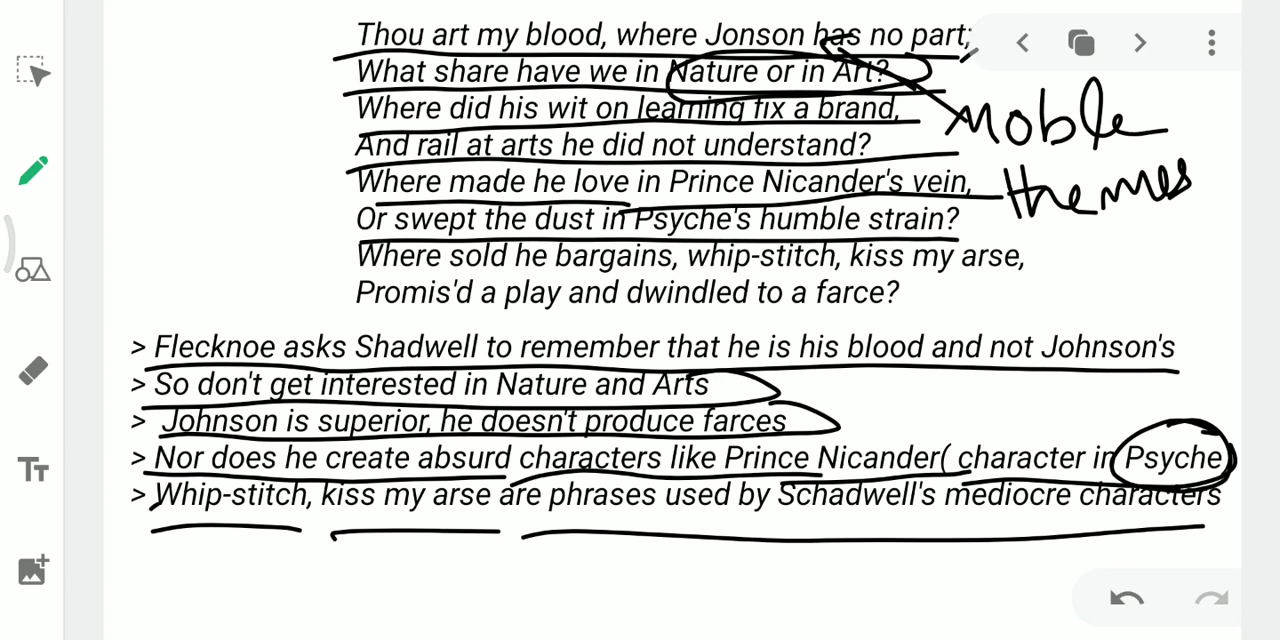 Thou art my blood, where Jonson has no part;
What share have we in Nature or in Art?
Where did his wit on learning fix a brand,
And rail at arts he did not understand?
Where made he love in Prince Nicander's vein,
Or swept the dust in Psyche's humble strain?
Where sold he bargains, whip-stitch, kiss my arse,
Promis'd a play and dwindled to a farce?
Moble
themes
> Flecknoe asks Shadwell to remember that he is his blood and not Johnson's
> So don't get interested in Nature and Arts
> Johnson is superior, he doesn't produce farces
> Nor does he create absurd characters like Prince Nicander( character in Psyche)
> Whip-stitch, kiss my arse are phrases used by Schadwell's mediocre characters
TT